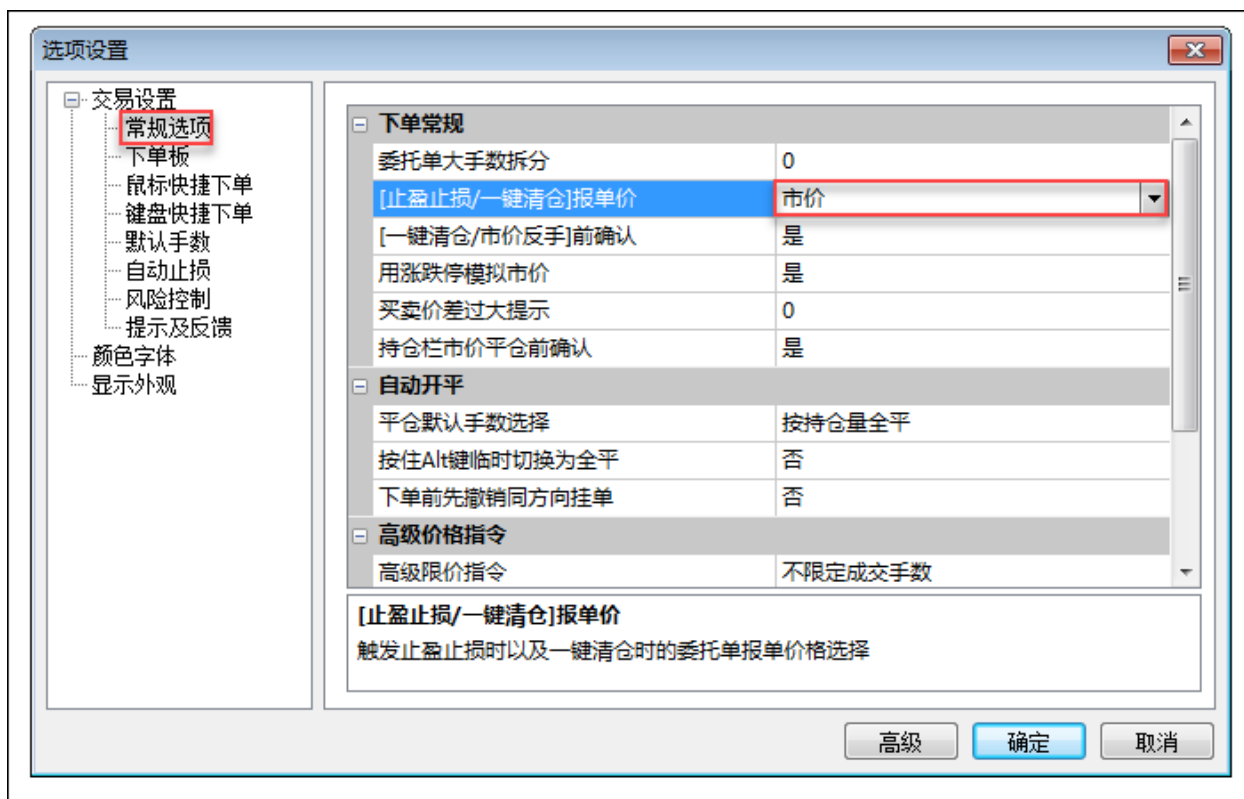 选项设置
交易设置
常规选项
下单板
鼠标快捷下单
键盘快捷下单
默认手数
自动止损
风险控制
提示及反馈
颜色字体
显示外观
下单常规
委托单大手数拆分 0
[止盈止损/一键清仓]报单价 市价
[一键清仓/市价反手]前确认 是
用涨跌停模拟市价 是
买卖价差过大提示 0
持仓栏市价平仓前确认 是
自动开平
平仓默认手数选择 按持仓量全平
按住Alt键临时切换为全平 否
下单前先撤销同方向挂单 否
高级价格指令
高级限价指令 不限定成交手数
[止盈止损/一键清仓]报单价
触发止盈止损时以及一键清仓时的委托单报单价格选择
高级 确定 取消